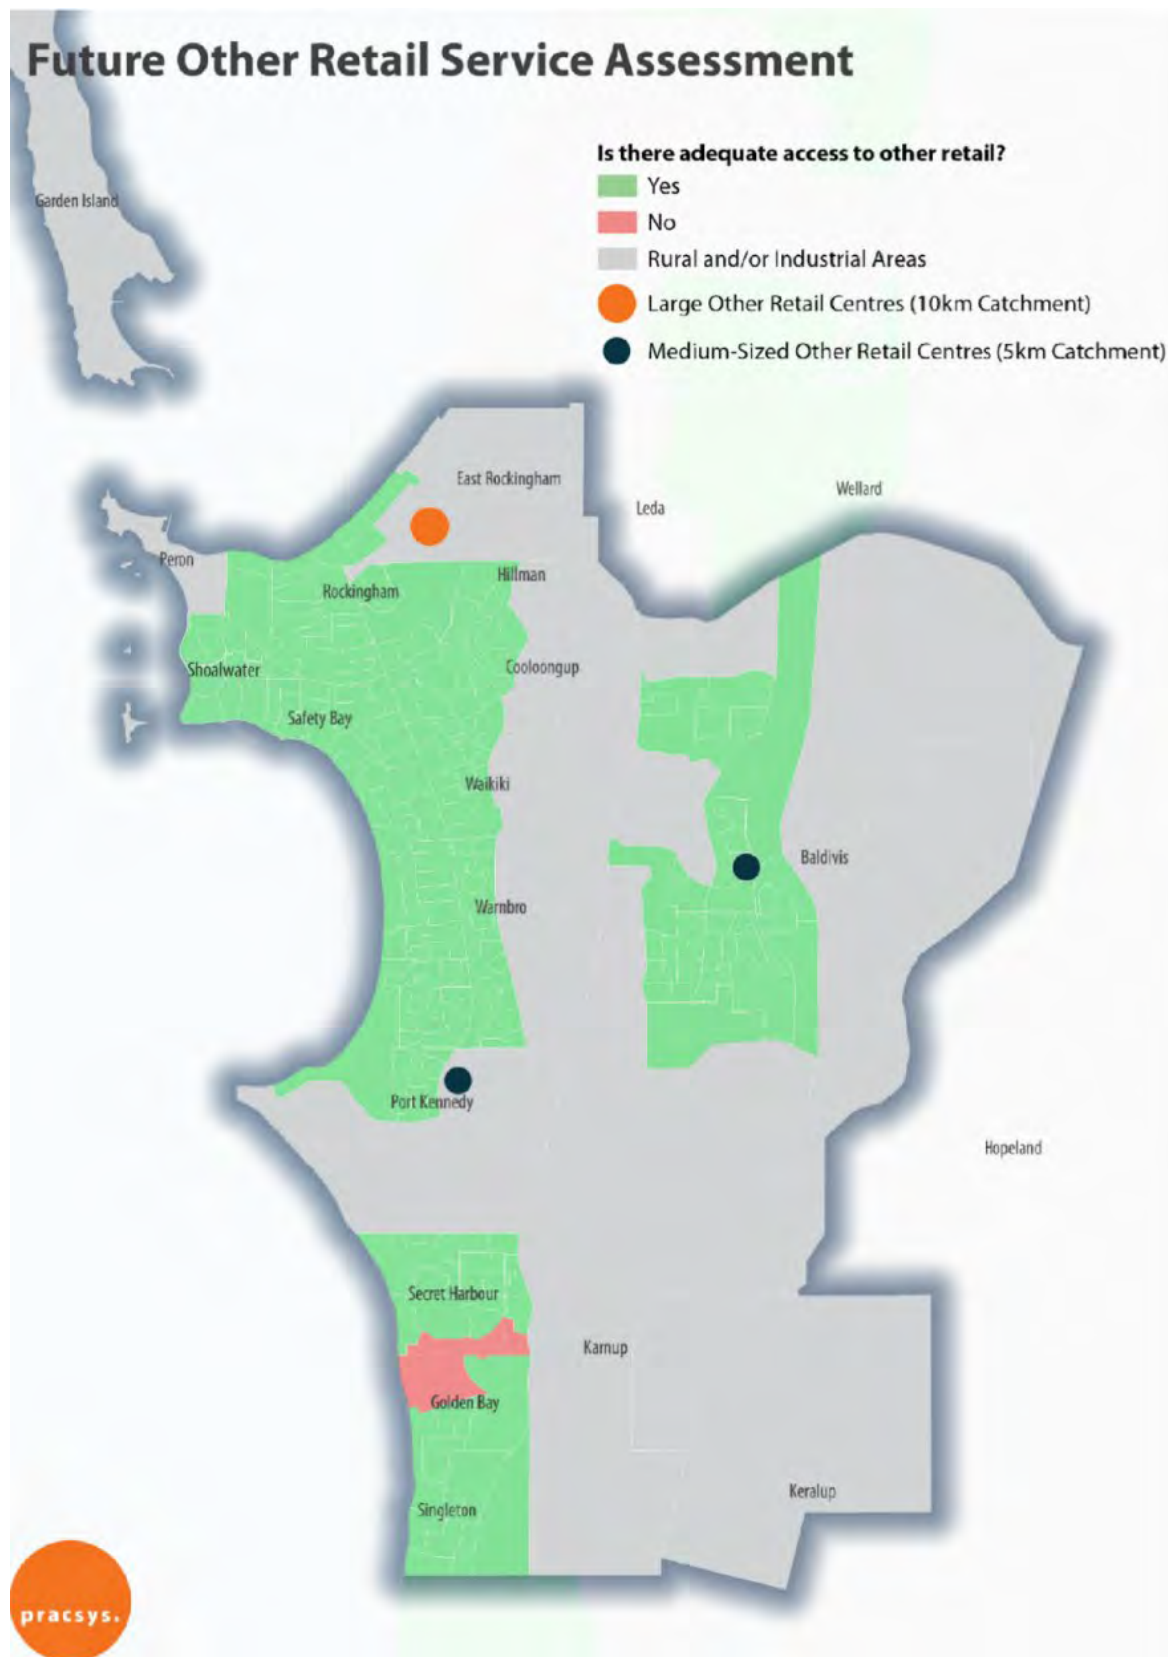 Future Other Retail Service Assessment
Is there adequate access to other retail?
Yes
No
Rural and/or Industrial Areas
Large Other Retail Centres (10km Catchment)
Medium-Sized Other Retail Centres (5km Catchment)
Garden Island
East Rockingham
Wellard
Leda
Peron
Hillman
Rockingham
Cooloongup
Shoalwater
Safety Bay
Waikiki
Baldivis
Warnbro
Port Kennedy
Hopeland
Secret Harbour
Karnup
Golden Bay
Keralup
Singleton
pracsys.